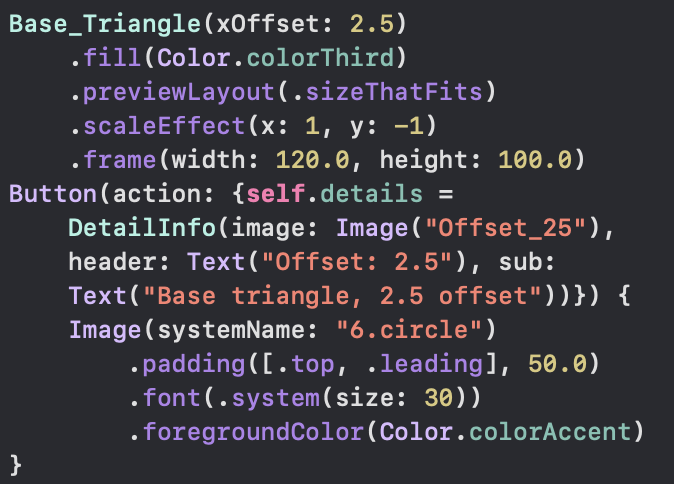 Base_Triangle(xOffset: 2.5)
    .fill(Color.colorThird)
    .previewLayout(.sizeThatFits)
    .scaleEffect(x: 1, y: -1)
    .frame(width: 120.0, height: 100.0)
Button(action: {self.details =
    DetailInfo(image: Image("Offset_25"),
    header: Text("Offset: 2.5"), sub:
    Text("Base triangle, 2.5 offset"))}) {
    Image(systemName: "6.circle")
        .padding([.top, .leading], 50.0)
        .font(.system(size: 30))
        .foregroundColor(Color.colorAccent)
}